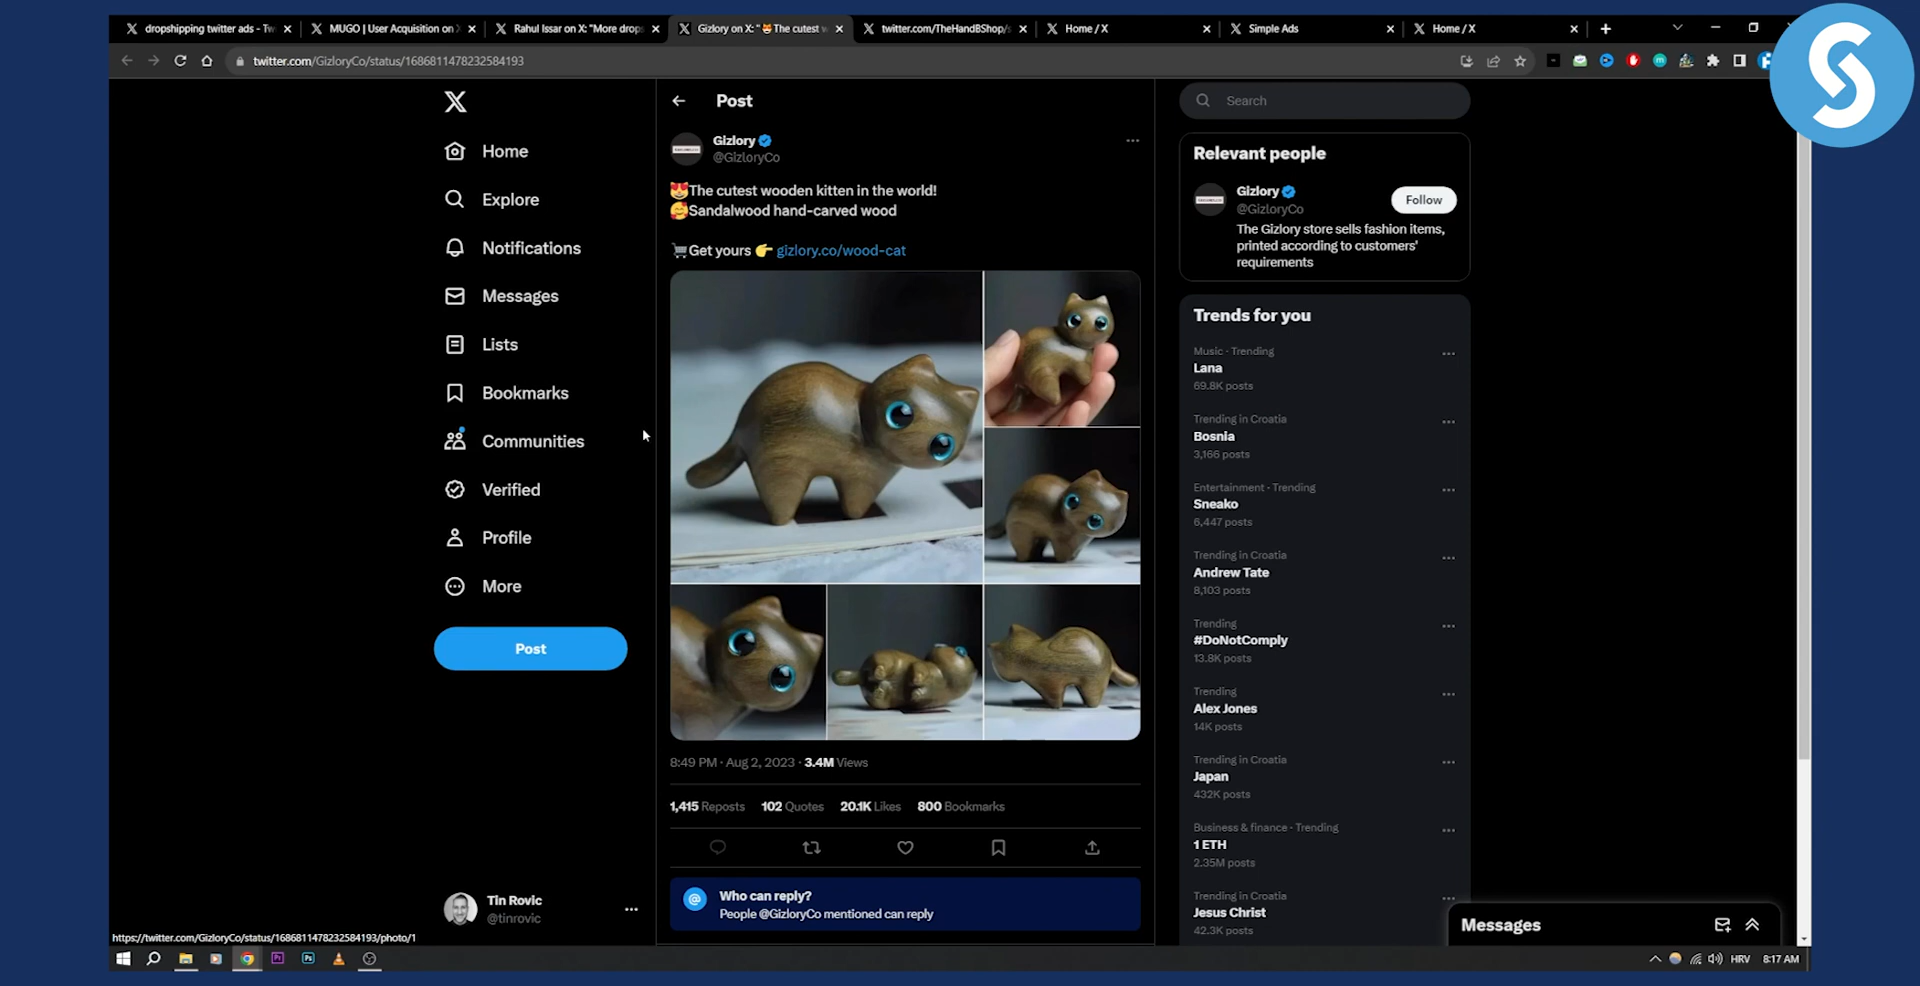 dropshipping twitter ads - Tw
MUGO | User Acquisition on X
Rahul Issar on X: "More drops
Gizlory on X: "😻The cutest w
twitter.com/TheHandBShop/s
Home / X
Simple Ads
Home / X
twitter.com/GizloryCo/status/1686811478232584193
Home
Explore
Notifications
Messages
Lists
Bookmarks
Communities
Verified
Profile
More
Post
Tin Rovic
@tinrovic
Post
Gizlory
@GizloryCo
😻The cutest wooden kitten in the world!
🥰Sandalwood hand-carved wood
🛒Get yours 👉 gizlory.co/wood-cat
8:49 PM · Aug 2, 2023 · 3.4M Views
1,415 Reposts 102 Quotes 20.1K Likes 800 Bookmarks
Who can reply?
People @GizloryCo mentioned can reply
Search
Relevant people
Gizlory
@GizloryCo
Follow
The Gizlory store sells fashion items,
printed according to customers'
requirements
Trends for you
Music · Trending
Lana
69.8K posts
Trending in Croatia
Bosnia
3,166 posts
Entertainment · Trending
Sneako
6,447 posts
Trending in Croatia
Andrew Tate
8,103 posts
Trending
#DoNotComply
13.8K posts
Trending
Alex Jones
14K posts
Trending in Croatia
Japan
432K posts
Business & finance · Trending
1 ETH
2.35M posts
Trending in Croatia
Jesus Christ
42.3K posts
Messages
https://twitter.com/GizloryCo/status/1686811478232584193/photo/1
HRV 8:17 AM